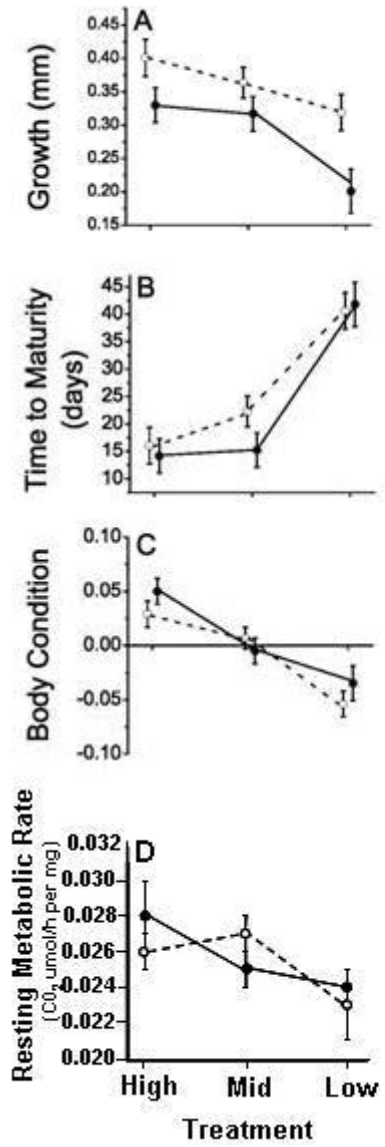 A
Growth (mm)
0.45
0.40
0.35
0.30
0.25
0.20
0.15
B
Time to Maturity
(days)
45
40
35
30
25
20
15
10
C
Body Condition
0.10
0.05
0.00
-0.05
-0.10
D
Resting Metabolic Rate
(C0₂ umol/h per mg)
0.032
0.030
0.028
0.026
0.024
0.022
0.020
High Mid Low
Treatment